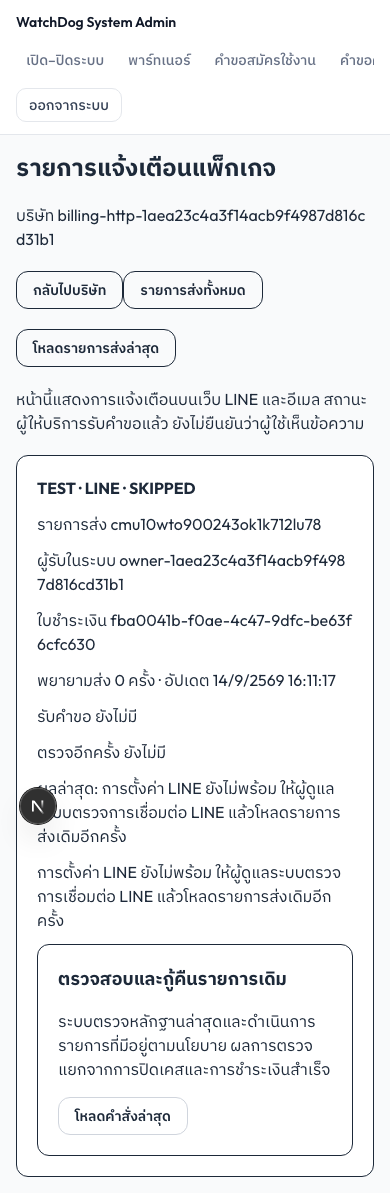 WatchDog System Admin
เปิด-ปิดระบบ พาร์ทเนอร์ คำขอสมัครใช้งาน
ออกจากระบบ
รายการแจ้งเตือนแพ็กเกจ
บริษัท billing-http-1aea23c4a3f14acb9f4987d816c
d31b1
กลับไปบริษัท รายการส่งทั้งหมด
โหลดรายการส่งล่าสุด
หน้านี้แสดงการแจ้งเตือนบนเว็บ LINE และอีเมล สถานะ
ผู้ให้บริการรับคำขอแล้ว ยังไม่ยืนยันว่าผู้ใช้เห็นข้อความ
TEST · LINE · SKIPPED
รายการส่ง cmu10wto900243ok1k712lu78
ผู้รับในระบบ owner-1aea23c4a3f14acb9f498
7d816cd31b1
ใบชำระเงิน fba0041b-f0ae-4c47-9dfc-be63f
6cfc630
พยายามส่ง 0 ครั้ง · อัปเดต 14/9/2569 16:11:17
รับคำขอ ยังไม่มี
ตรวจอีกครั้ง ยังไม่มี
การตั้งค่า LINE ยังไม่พร้อม ให้ผู้ดูแล
N
ตรวจการเชื่อมต่อ LINE แล้วโหลดรายการ
ส่งเดิมอีกครั้ง
การตั้งค่า LINE ยังไม่พร้อม ให้ผู้ดูแลระบบตรวจ
การเชื่อมต่อ LINE แล้วโหลดรายการส่งเดิมอีก
ครั้ง
ตรวจสอบและกู้คืนรายการเดิม
ระบบตรวจหลักฐานล่าสุดและดำเนินการ
รายการที่มีอยู่ตามนโยบาย ผลการตรวจ
แยกจากการปิดเคสและการชำระเงินสำเร็จ
โหลดคำสั่งล่าสุด